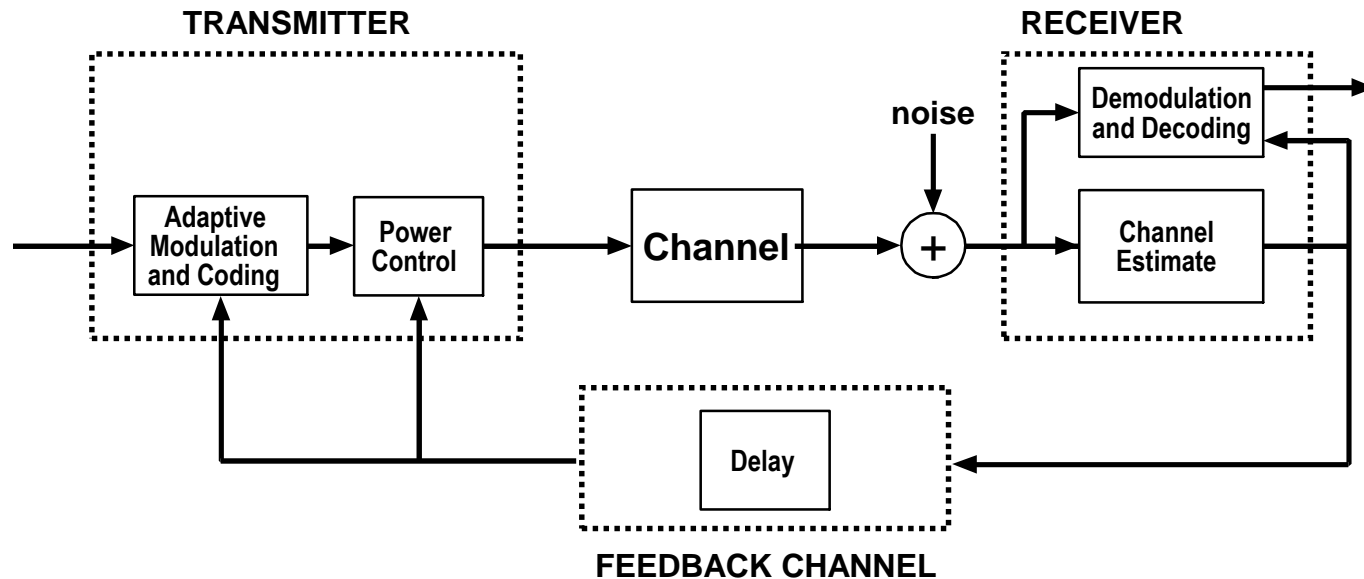 TRANSMITTER
RECEIVER
Demodulation
and Decoding
noise
Adaptive
Modulation
and Coding
Power
Control
Channel
+
Channel
Estimate
Delay
FEEDBACK CHANNEL